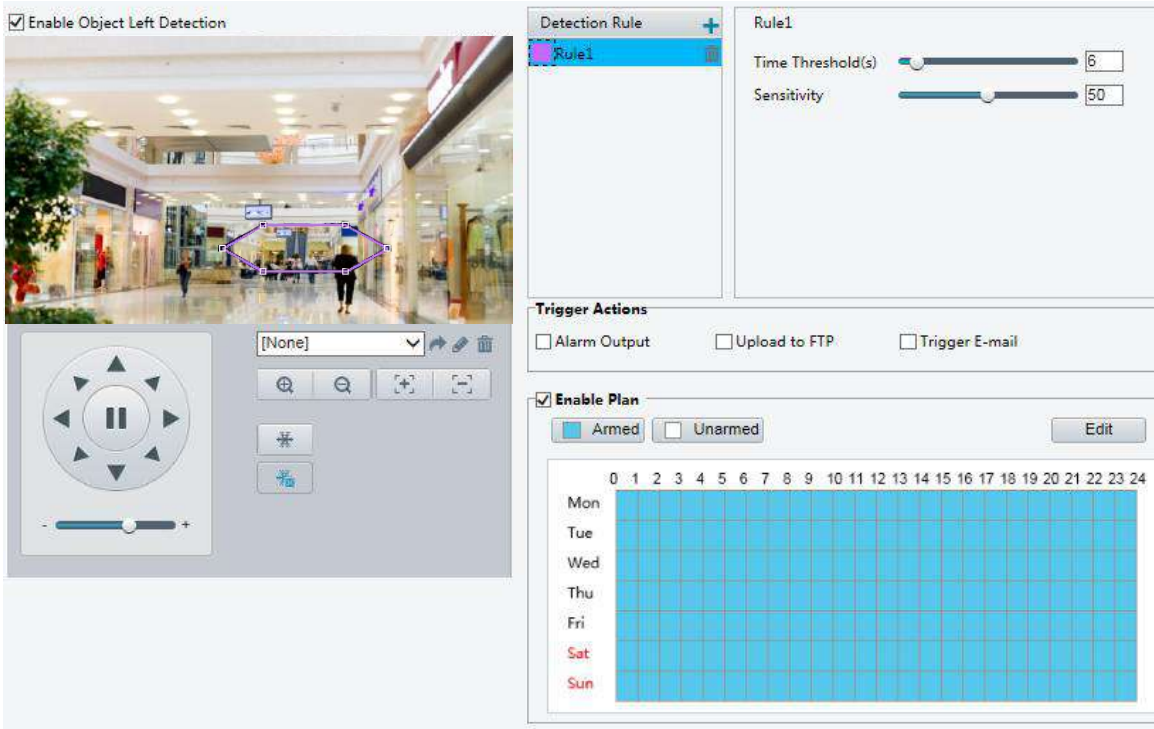 Enable Object Left Detection
[None]
- +
Detection Rule
Rule1
Rule1
Time Threshold(s) 6
Sensitivity 50
Trigger Actions
Alarm Output Upload to FTP Trigger E-mail
Enable Plan
Armed Unarmed Edit
0 1 2 3 4 5 6 7 8 9 10 11 12 13 14 15 16 17 18 19 20 21 22 23 24
Mon
Tue
Wed
Thu
Fri
Sat
Sun